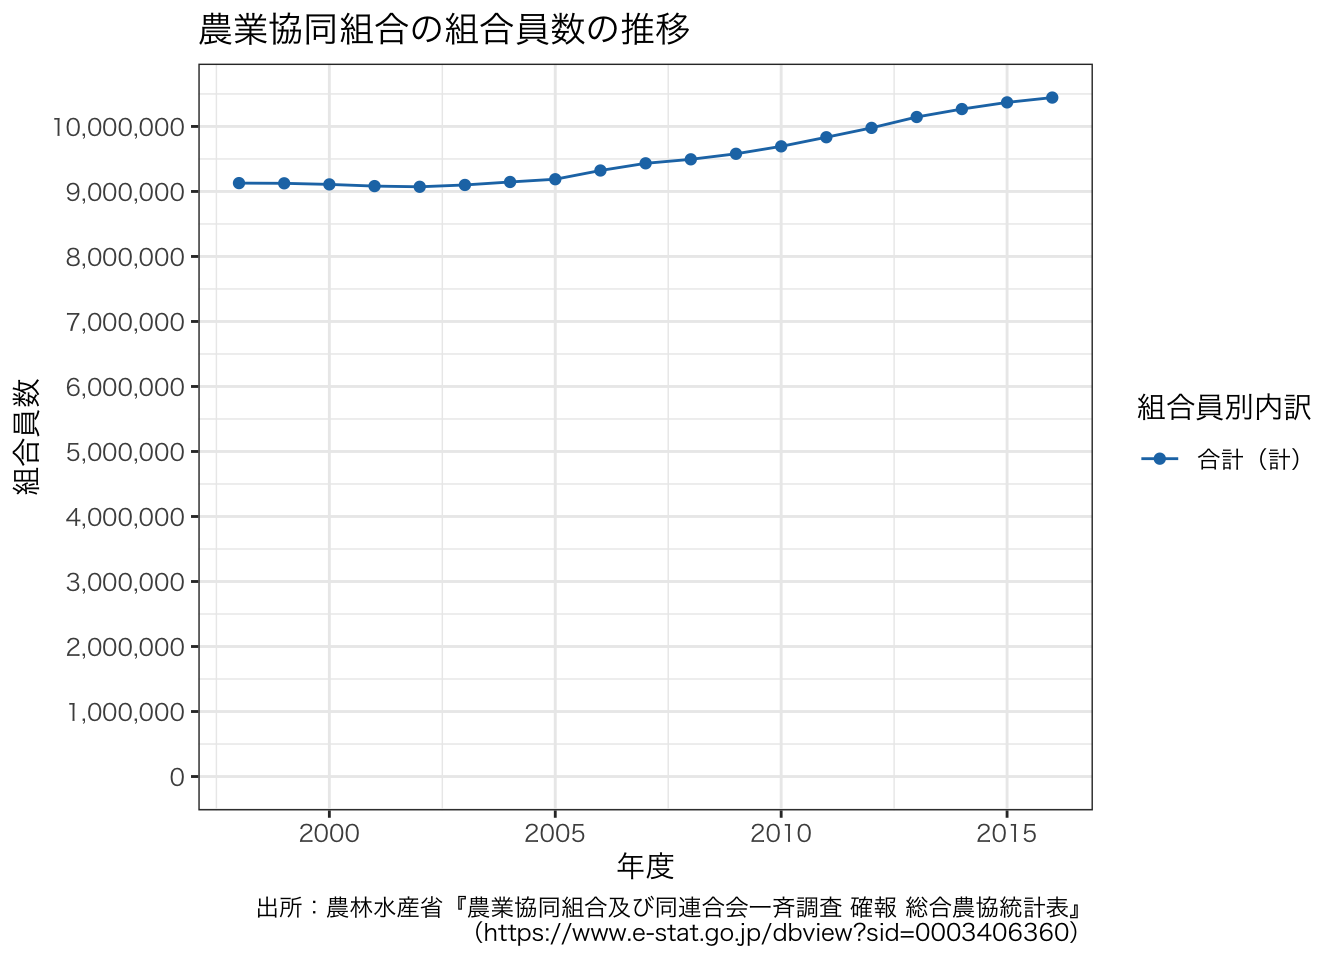 農業協同組合の組合員数の推移
組合員数
10,000,000
9,000,000
8,000,000
7,000,000
6,000,000
5,000,000
4,000,000
3,000,000
2,000,000
1,000,000
0
2000
2005
2010
2015
年度
組合員別内訳
合計（計）
出所：農林水産省『農業協同組合及び同連合会一斉調査 確報 総合農協統計表』
（https://www.e-stat.go.jp/dbview?sid=0003406360）